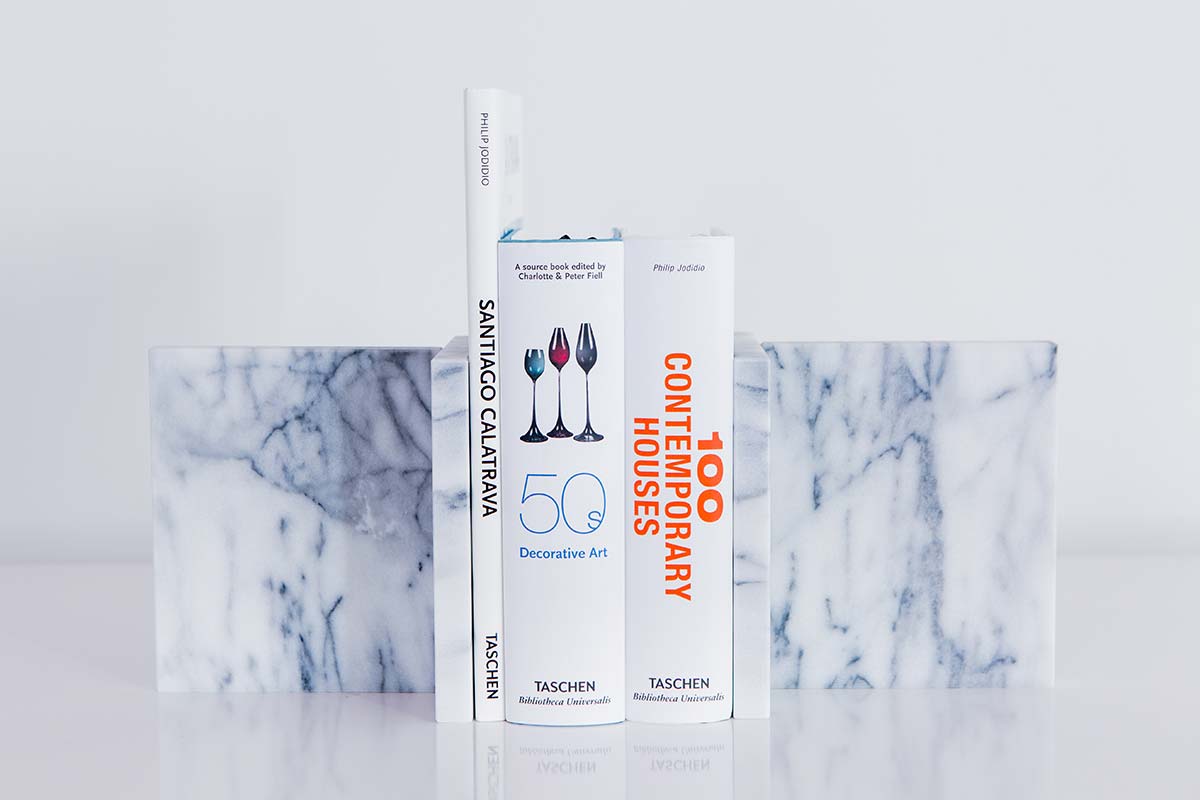 PHILIP JODIDIO
SANTIAGO CALATRAVA
TASCHEN
A source book edited by
Charlotte & Peter Fiell
50s
Decorative Art
TASCHEN
Bibliotheca Universalis
Philip Jodidio
100
CONTEMPORARY
HOUSES
TASCHEN
Bibliotheca Universalis